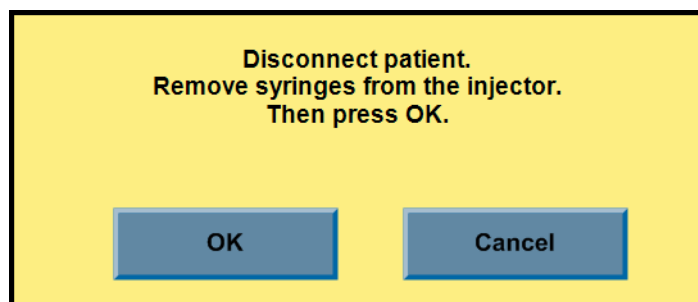 Disconnect patient.
Remove syringes from the injector.
Then press OK.
OK
Cancel